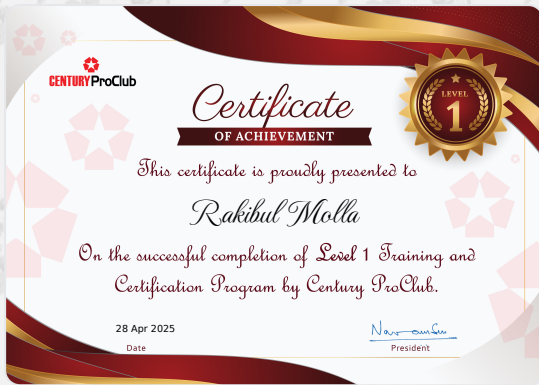 CENTURY ProClub
Certificate
OF ACHIEVEMENT
LEVEL
1
This certificate is proudly presented to
Rakibul Molla
On the successful completion of Level 1 Training and
Certification Program by Century ProClub.
28 Apr 2025
Date
President